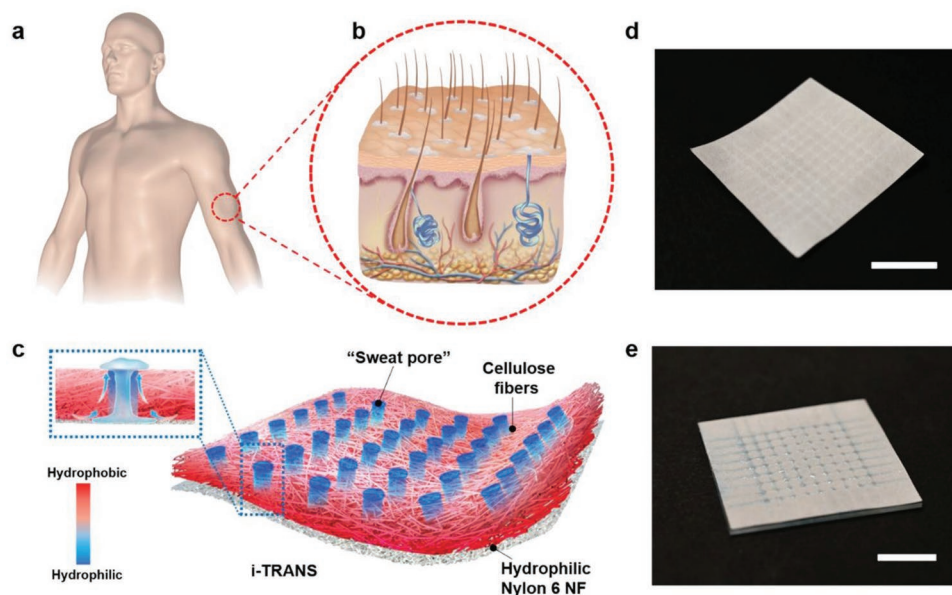 a
b
d
c
"Sweat pore"
Cellulose
fibers
e
Hydrophobic
Hydrophilic
i-TRANS
Hydrophilic
Nylon 6 NF